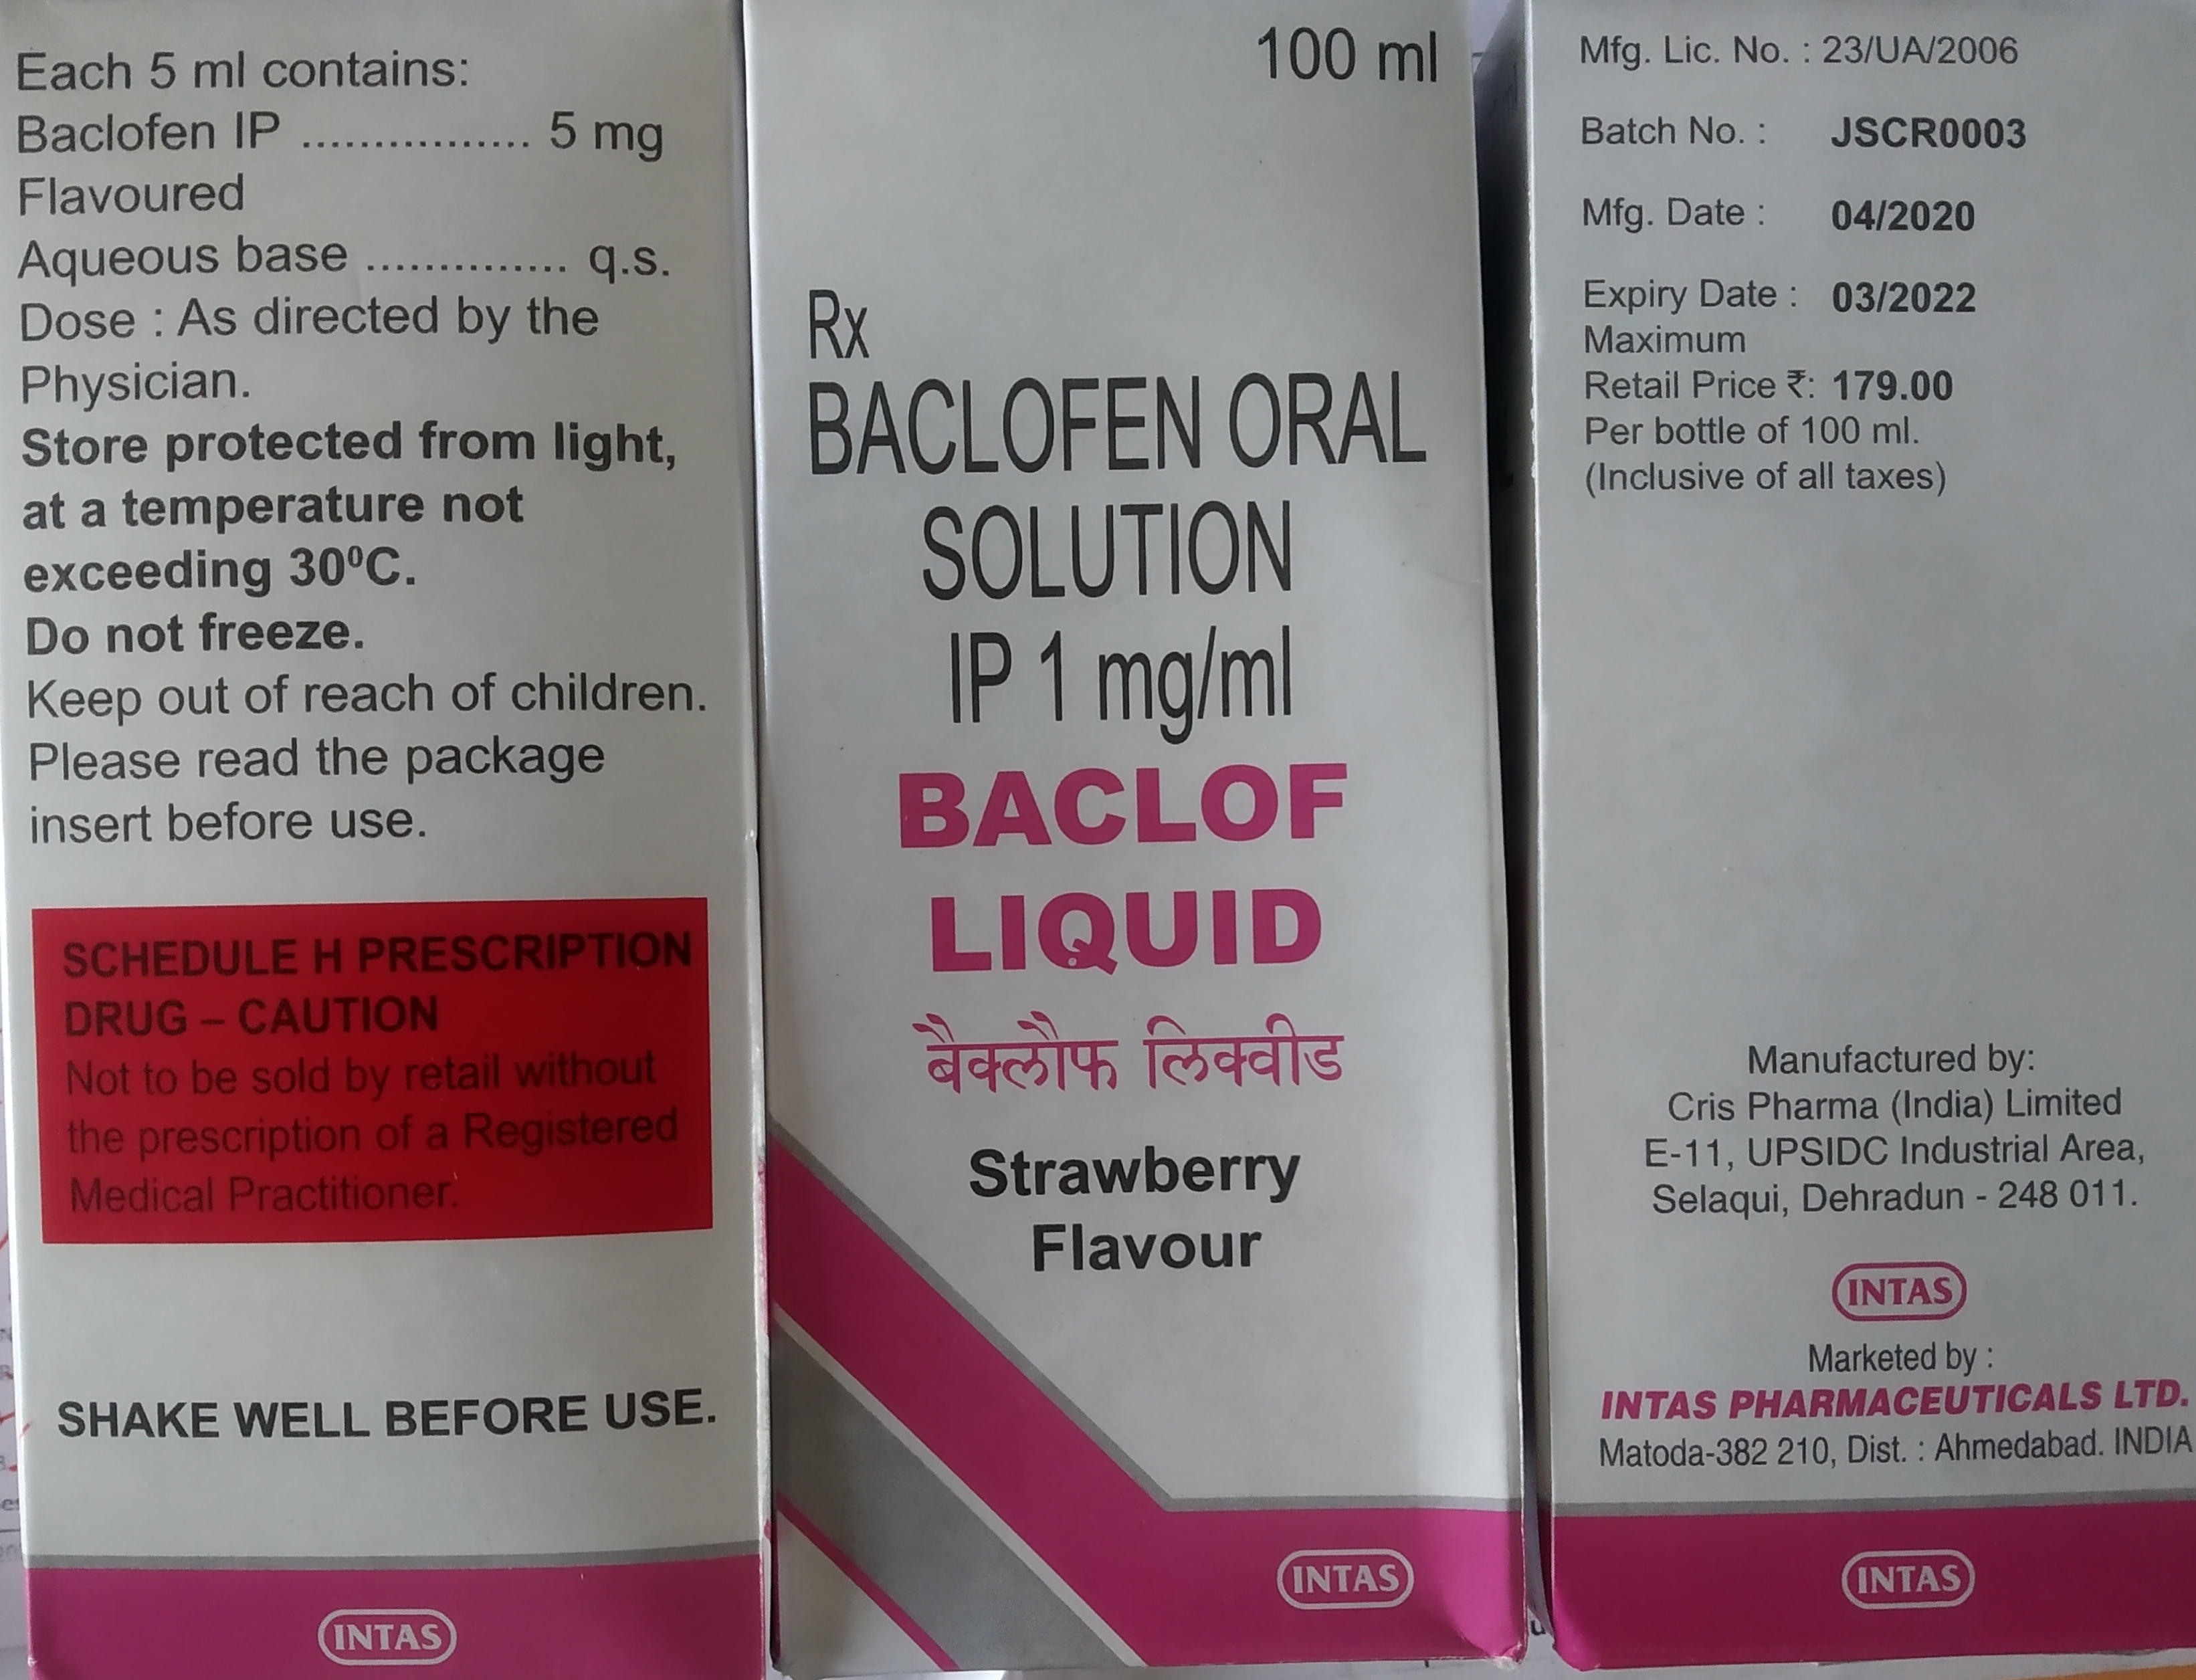 Each 5 ml contains:
Baclofen IP ................ 5 mg
Flavoured
Aqueous base .............. q.s.
Dose : As directed by the
Physician.
Store protected from light,
at a temperature not
exceeding 30⁰C.
Do not freeze.
Keep out of reach of children.
Please read the package
insert before use.
SCHEDULE H PRESCRIPTION
DRUG – CAUTION
Not to be sold by retail without
the prescription of a Registered
Medical Practitioner.
SHAKE WELL BEFORE USE.
INTAS
100 ml
Rx
BACLOFEN ORAL
SOLUTION
IP 1 mg/ml
BACLOF
LIQUID
बैक्लौफ लिक्वीड
Strawberry
Flavour
INTAS
Mfg. Lic. No. : 23/UA/2006
Batch No. : JSCR0003
Mfg. Date : 04/2020
Expiry Date : 03/2022
Maximum
Retail Price ₹: 179.00
Per bottle of 100 ml.
(Inclusive of all taxes)
Manufactured by:
Cris Pharma (India) Limited
E-11, UPSIDC Industrial Area,
Selaqui, Dehradun - 248 011.
INTAS
Marketed by :
INTAS PHARMACEUTICALS LTD.
Matoda-382 210, Dist. : Ahmedabad. INDIA
INTAS